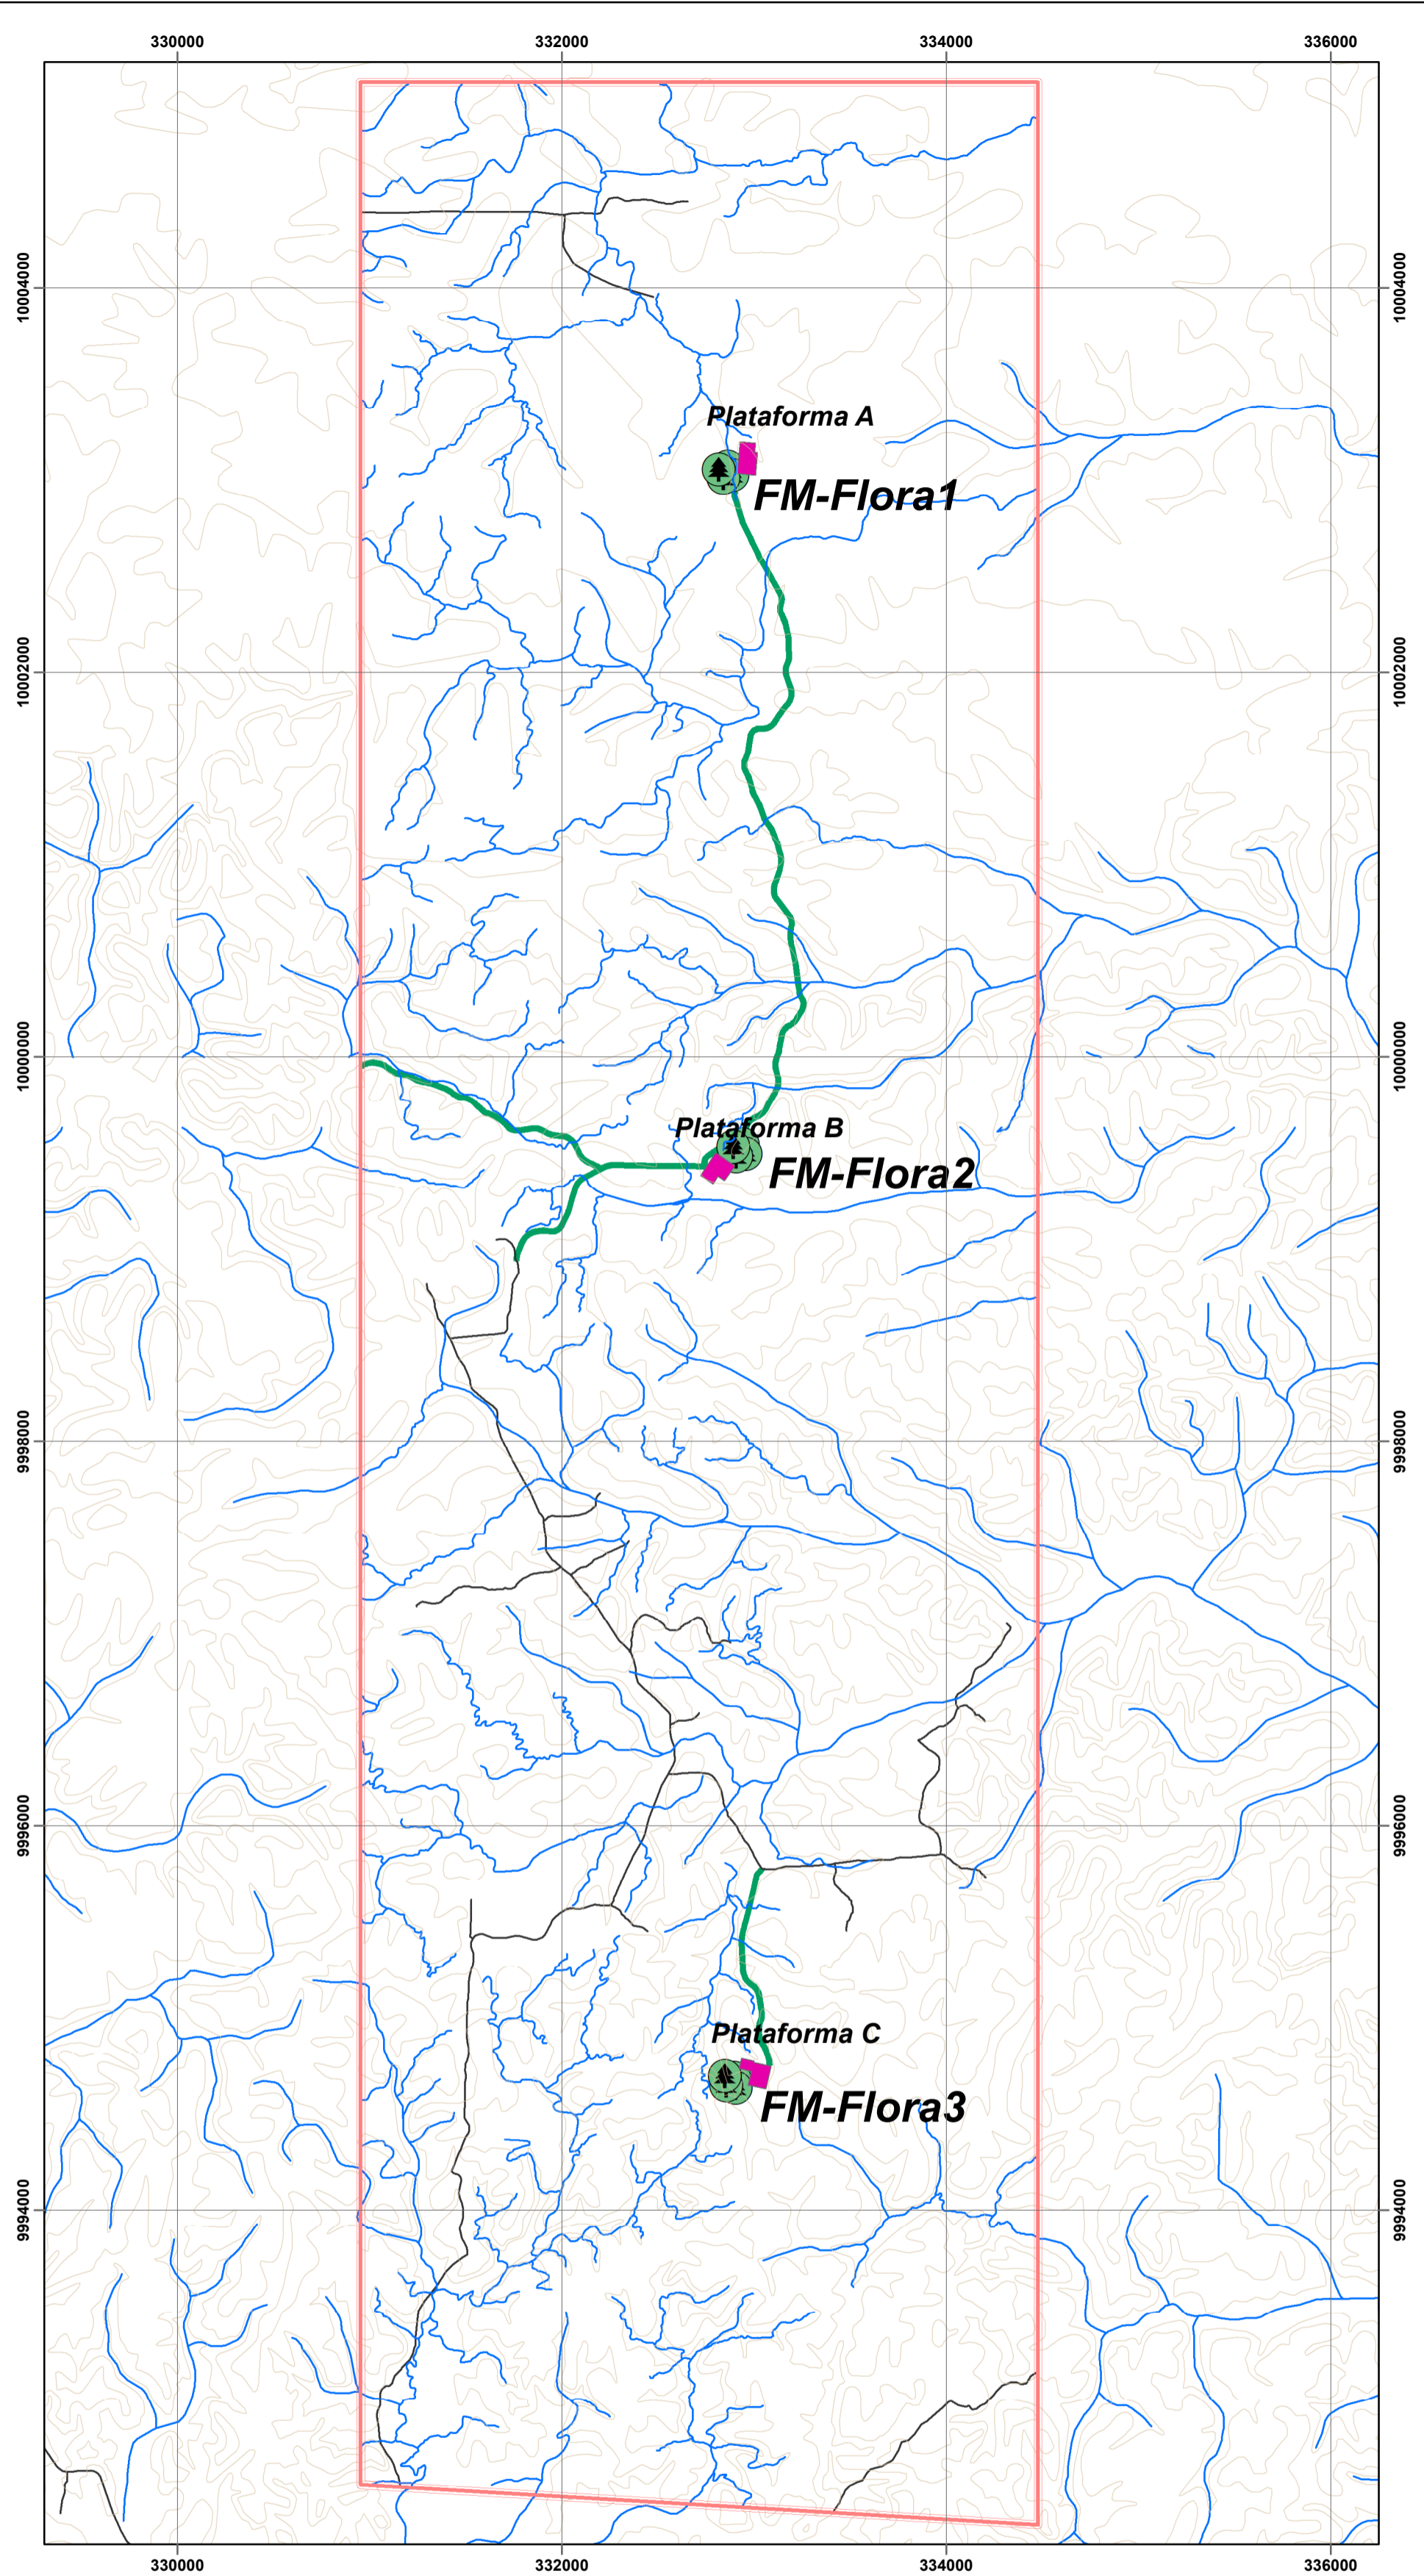 330000 332000 334000 336000
10004000 10004000
Plataforma A
FM-Flora1
10002000 10002000
10000000 10000000
Plataforma B
FM-Flora2
9998000 9998000
9996000 9996000
Plataforma C
FM-Flora3
9994000 9994000
330000 332000 334000 336000